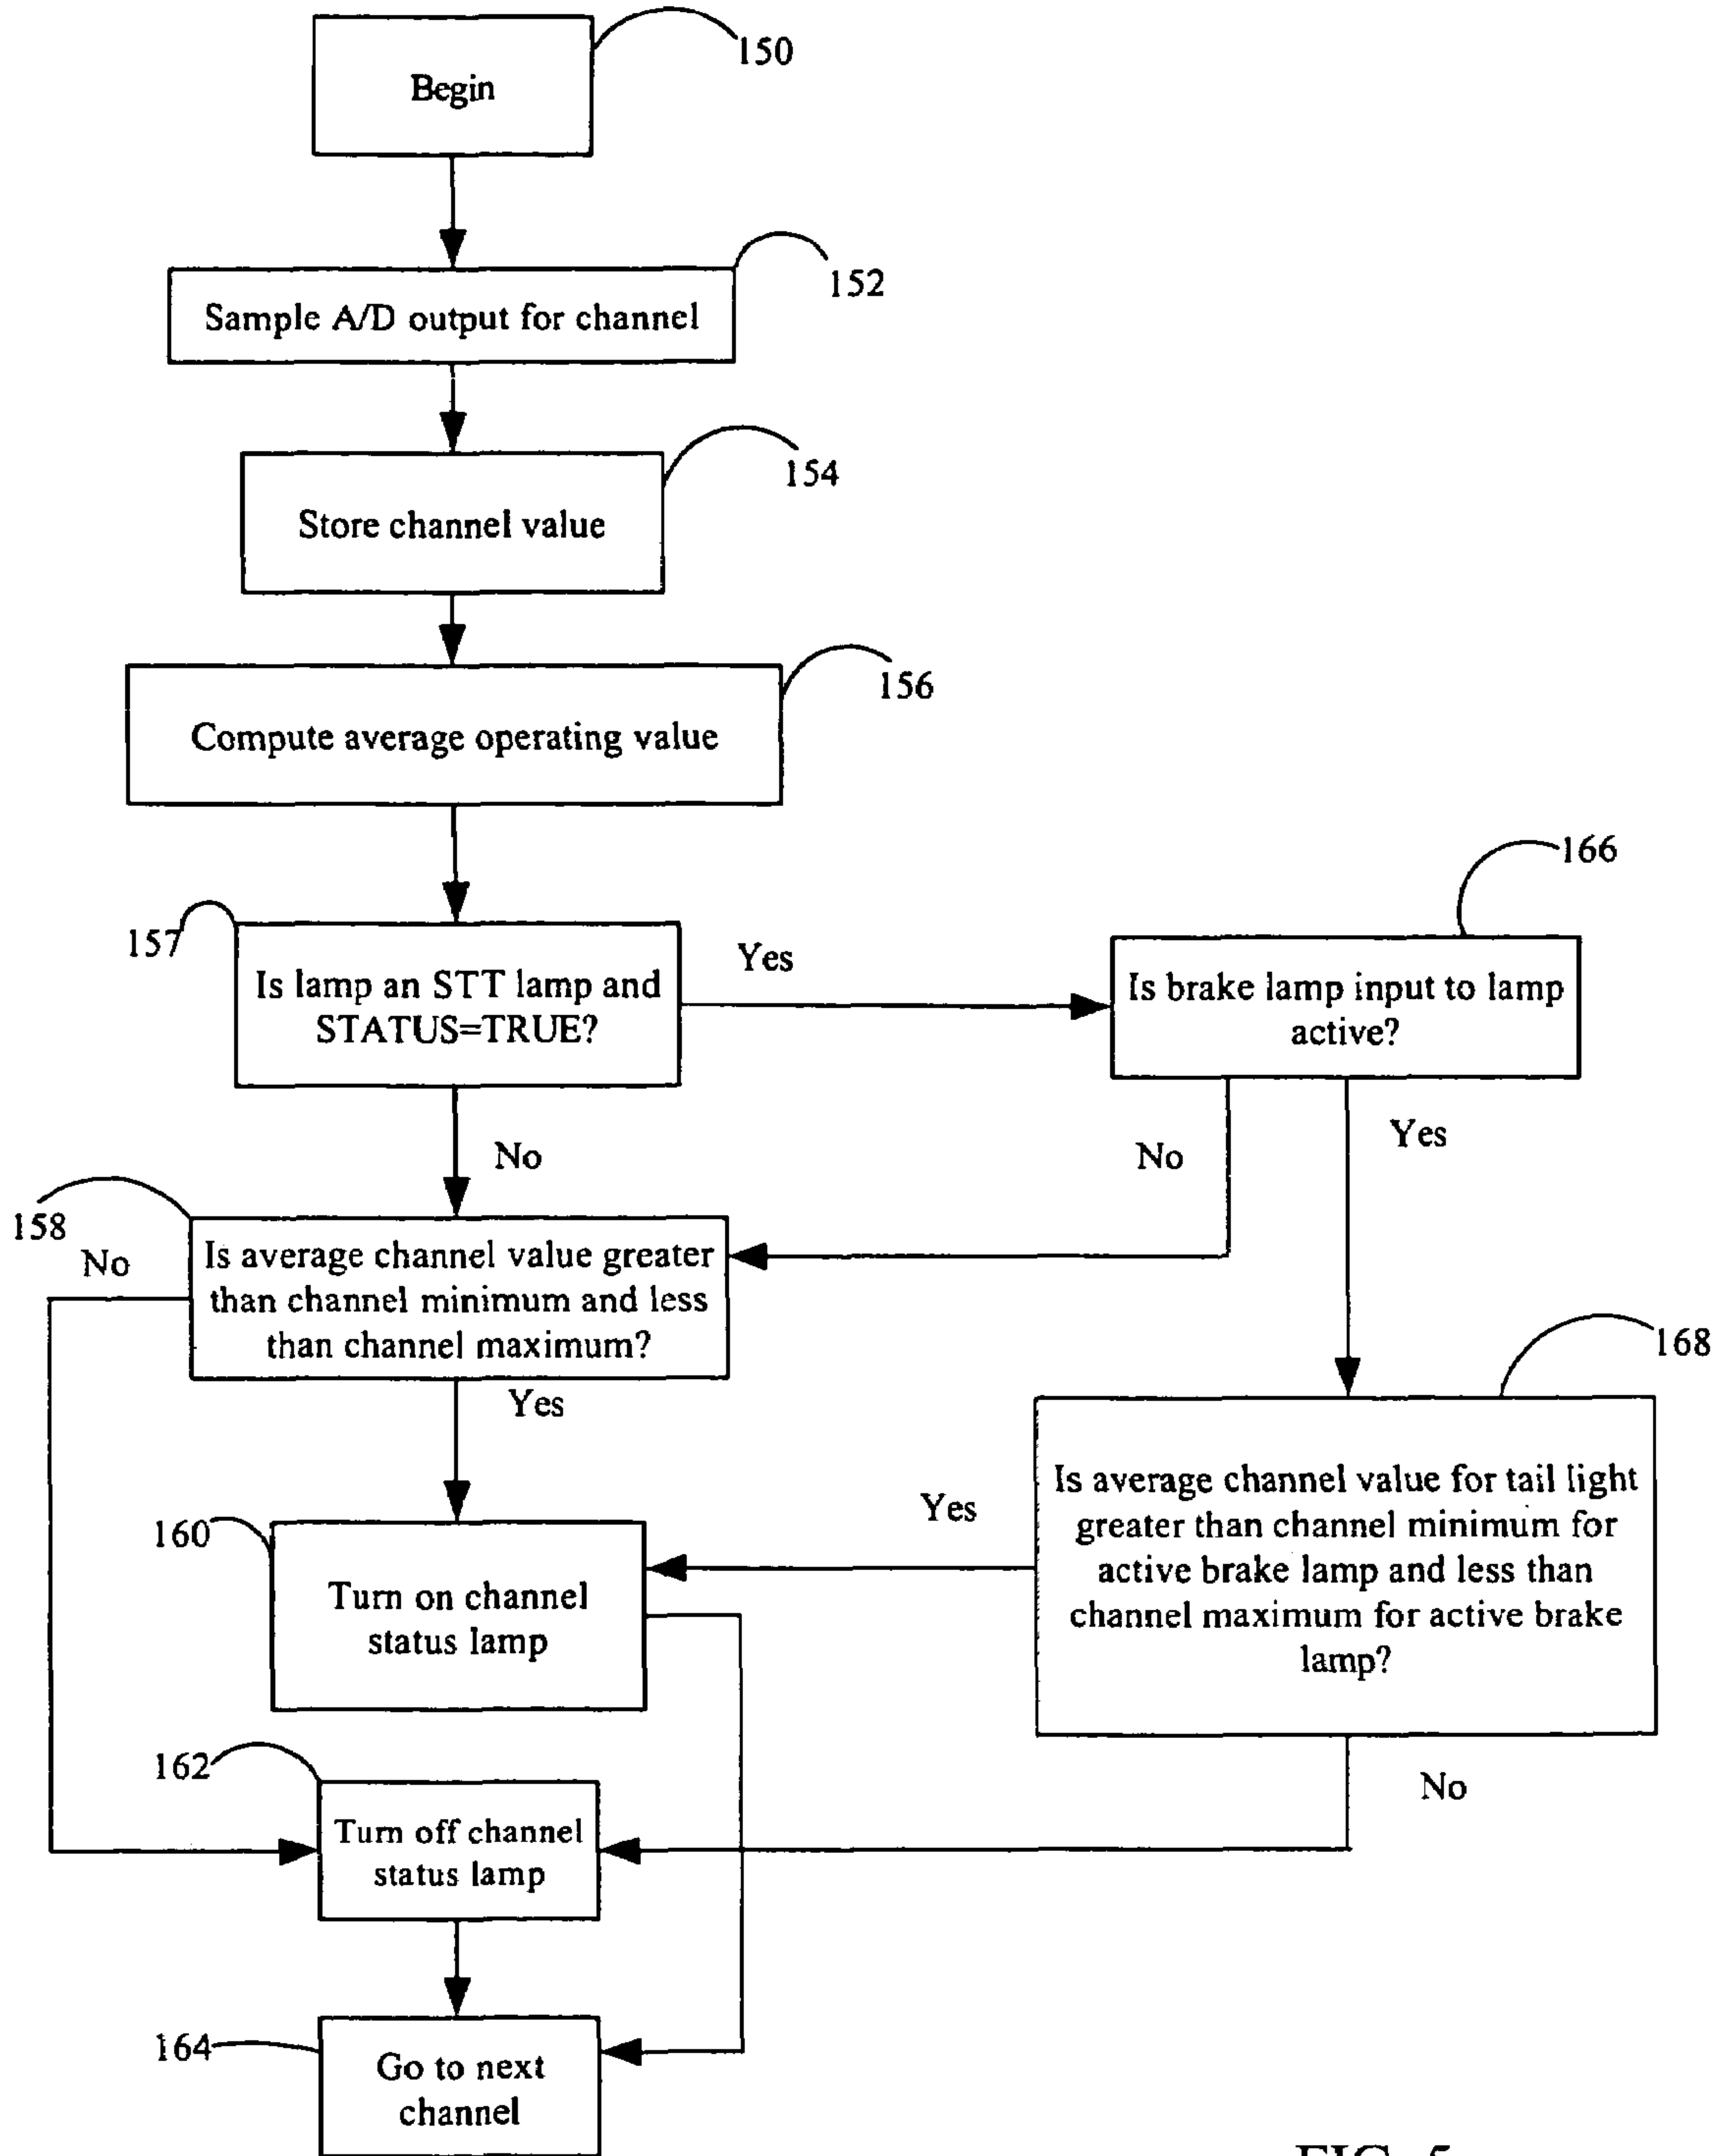 Begin
150
Sample A/D output for channel
152
Store channel value
154
Compute average operating value
156
157
Is lamp an STT lamp and
STATUS=TRUE?
Yes
166
Is brake lamp input to lamp
active?
No
No
Yes
158
No
Is average channel value greater
than channel minimum and less
than channel maximum?
Yes
168
Is average channel value for tail light
greater than channel minimum for
active brake lamp and less than
channel maximum for active brake
lamp?
Yes
160
Turn on channel
status lamp
162
Turn off channel
status lamp
No
164
Go to next
channel
FIG. 5